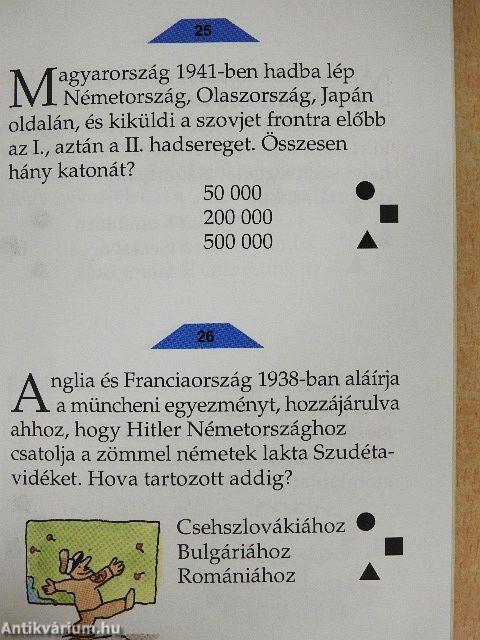 25
Magyarország 1941-ben hadba lép
Németország, Olaszország, Japán
oldalán, és kiküldi a szovjet frontra előbb
az I., aztán a II. hadsereget. Összesen
hány katonát?
50 000
200 000
500 000
26
Anglia és Franciaország 1938-ban aláírja
a müncheni egyezményt, hozzájárulva
ahhoz, hogy Hitler Németországhoz
csatolja a zömmel németek lakta Szudéta-
vidéket. Hova tartozott addig?
Csehszlovákiához
Bulgáriához
Romániához
Antikvárium.hu